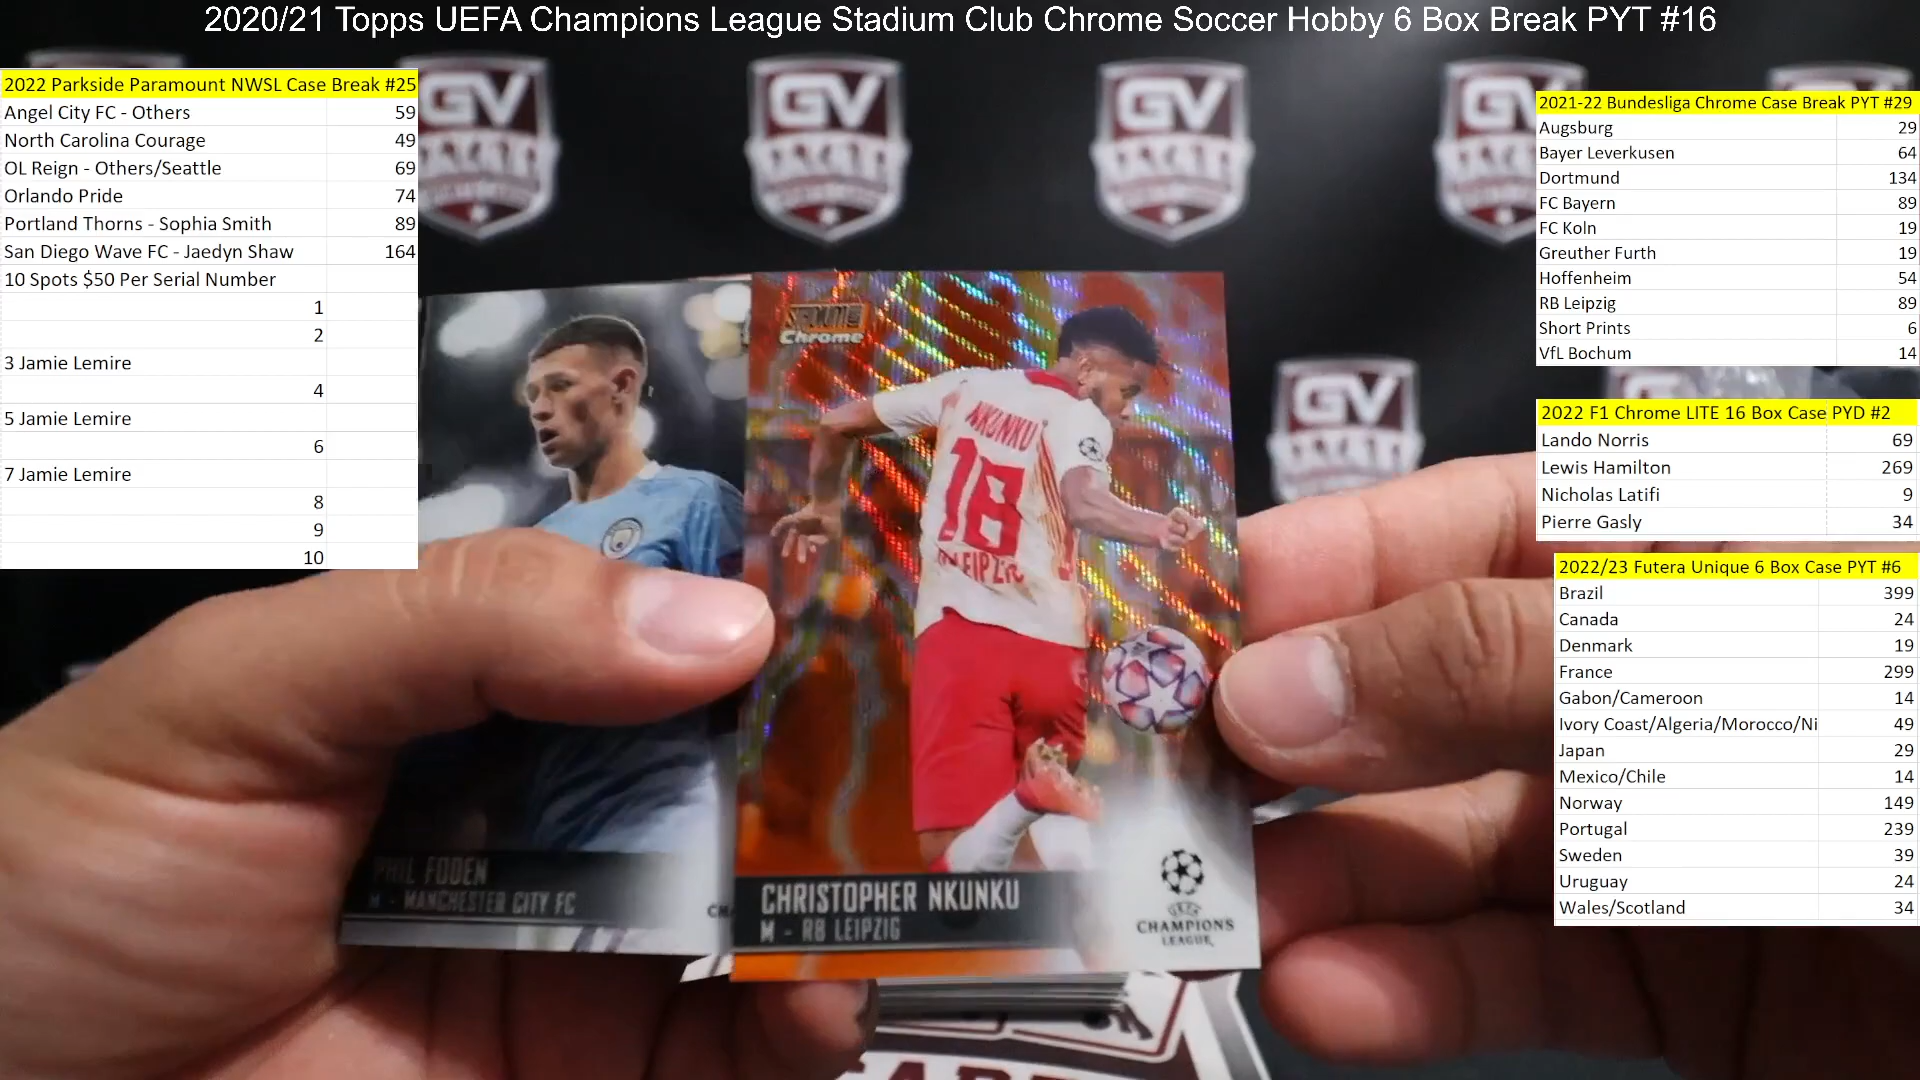 2020/21 Topps UEFA Champions League Stadium Club Chrome Soccer Hobby 6 Box Break PYT #16
2022 Parkside Paramount NWSL Case Break #25
Angel City FC - Others 59
North Carolina Courage 49
OL Reign - Others/Seattle 69
Orlando Pride 74
Portland Thorns - Sophia Smith 89
San Diego Wave FC - Jaedyn Shaw 164
10 Spots $50 Per Serial Number
1
2
3 Jamie Lemire
4
5 Jamie Lemire
6
7 Jamie Lemire
8
9
10
2021-22 Bundesliga Chrome Case Break PYT #29
Augsburg 29
Bayer Leverkusen 64
Dortmund 134
FC Bayern 89
FC Koln 19
Greuther Furth 19
Hoffenheim 54
RB Leipzig 89
Short Prints 6
VfL Bochum 14
2022 F1 Chrome LITE 16 Box Case PYD #2
Lando Norris 69
Lewis Hamilton 269
Nicholas Latifi 9
Pierre Gasly 34
2022/23 Futera Unique 6 Box Case PYT #6
Brazil 399
Canada 24
Denmark 19
France 299
Gabon/Cameroon 14
Ivory Coast/Algeria/Morocco/Ni 49
Japan 29
Mexico/Chile 14
Norway 149
Portugal 239
Sweden 39
Uruguay 24
Wales/Scotland 34
GV
GV
GV
GV
Chrome
NKUNKU
18
PHIL FODEN
M - MANCHESTER CITY FC
CHRISTOPHER NKUNKU
M - RB LEIPZIG
UEFA
CHAMPIONS
LEAGUE